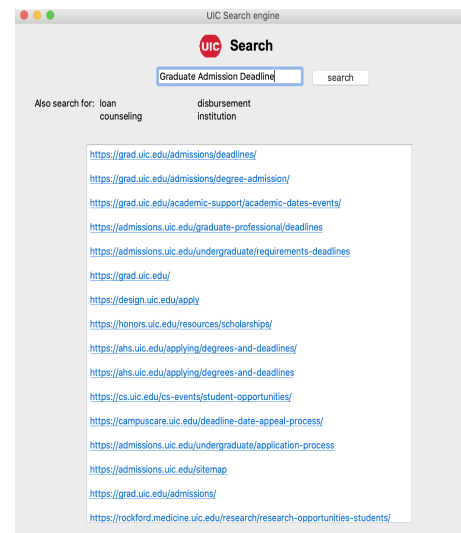 UIC Search engine
UIC Search
Graduate Admission Deadline search
Also search for: loan disbursement
counseling institution
https://grad.uic.edu/admissions/deadlines/
https://grad.uic.edu/admissions/degree-admission/
https://grad.uic.edu/academic-support/academic-dates-events/
https://admissions.uic.edu/graduate-professional/deadlines
https://admissions.uic.edu/undergraduate/requirements-deadlines
https://grad.uic.edu/
https://design.uic.edu/apply
https://honors.uic.edu/resources/scholarships/
https://ahs.uic.edu/applying/degrees-and-deadlines/
https://ahs.uic.edu/applying/degrees-and-deadlines
https://cs.uic.edu/cs-events/student-opportunities/
https://campuscare.uic.edu/deadline-date-appeal-process/
https://admissions.uic.edu/undergraduate/application-process
https://admissions.uic.edu/sitemap
https://grad.uic.edu/admissions/
https://rockford.medicine.uic.edu/research/research-opportunities-students/